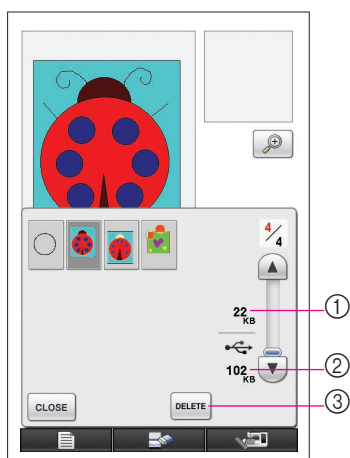 4/4
22 KB
①
102 KB
②
③
CLOSE
DELETE